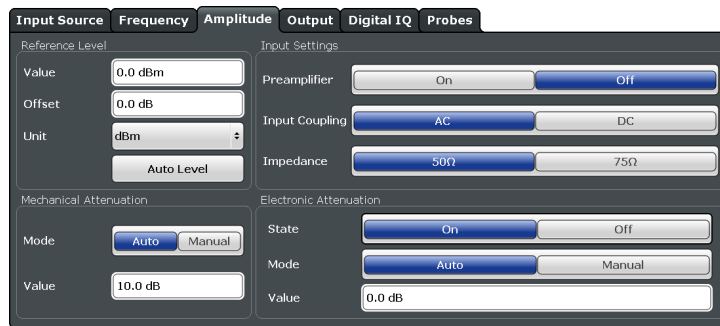 Input Source Frequency Amplitude Output Digital IQ Probes
Reference Level
Value 0.0 dBm
Offset 0.0 dB
Unit dBm
Auto Level
Input Settings
Preamplifier On Off
Input Coupling AC DC
Impedance 50Ω 75Ω
Mechanical Attenuation
Mode Auto Manual
Value 10.0 dB
Electronic Attenuation
State On Off
Mode Auto Manual
Value 0.0 dB